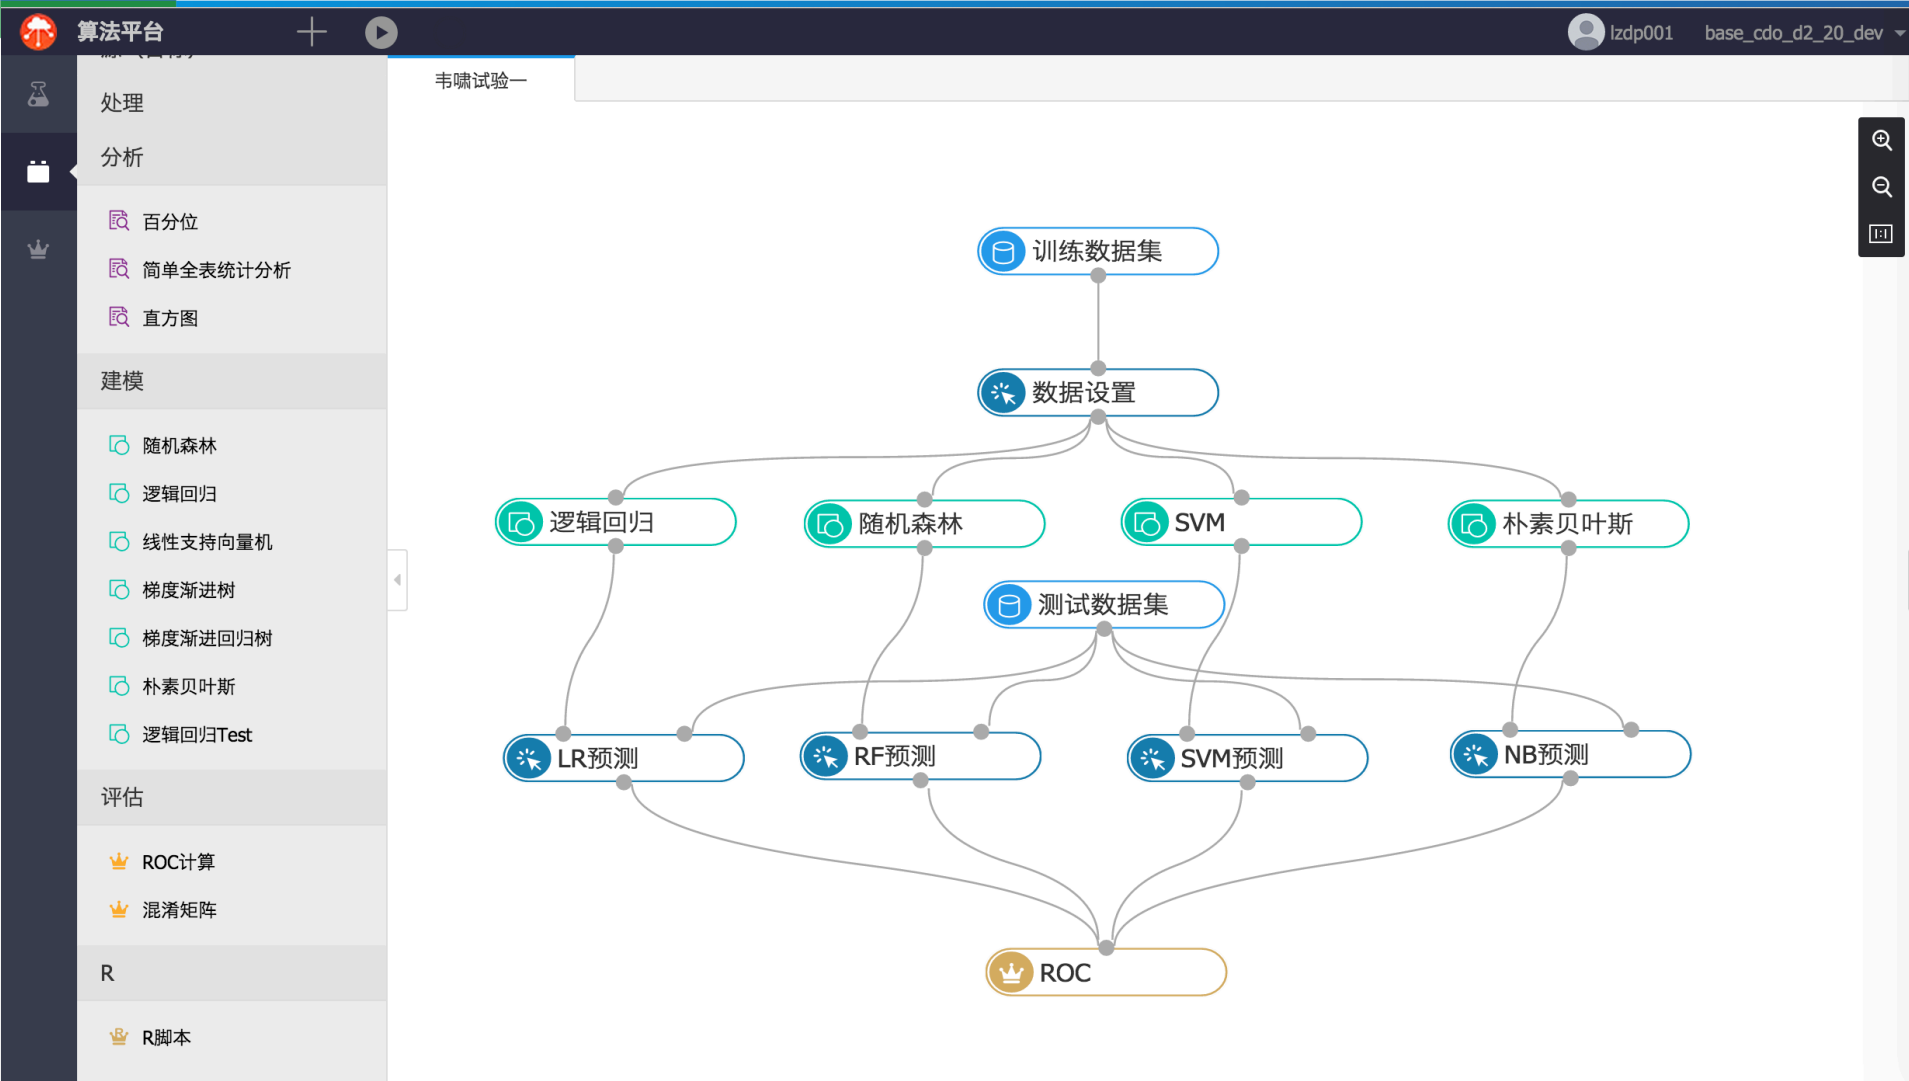 算法平台
lzdp001
base_cdo_d2_20_dev
处理
分析
百分位
简单全表统计分析
直方图
建模
随机森林
逻辑回归
线性支持向量机
梯度渐进树
梯度渐进回归树
朴素贝叶斯
逻辑回归Test
评估
ROC计算
混淆矩阵
R
R脚本
韦啸试验一
训练数据集
数据设置
逻辑回归
随机森林
SVM
朴素贝叶斯
测试数据集
LR预测
RF预测
SVM预测
NB预测
ROC